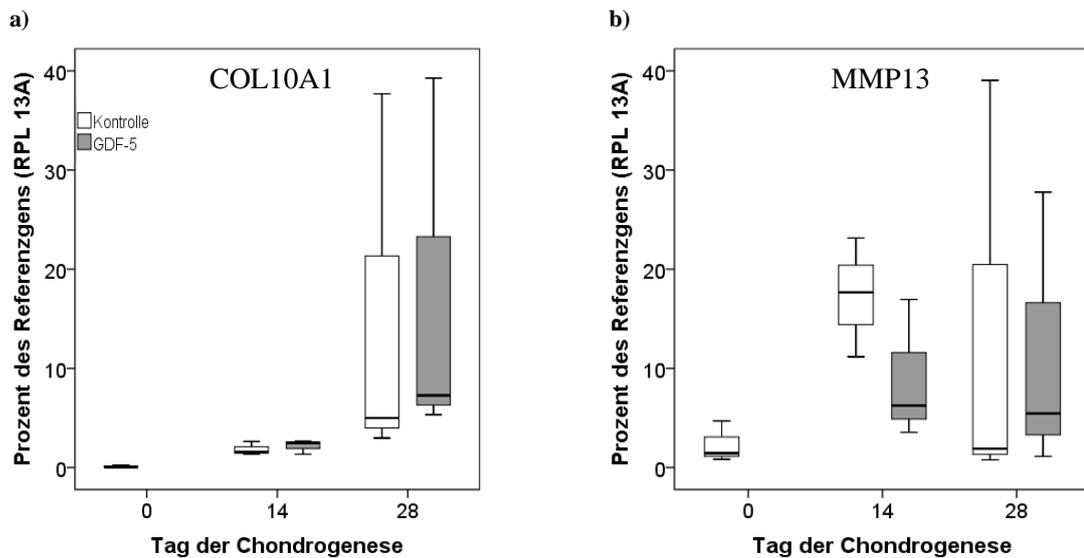 a)
COL10A1
Kontrolle
GDF-5
Prozent des Referenzgens (RPL 13A)
40
30
20
10
0
0 14 28
Tag der Chondrogenese
b)
MMP13
Prozent des Referenzgens (RPL 13A)
40
30
20
10
0
0 14 28
Tag der Chondrogenese